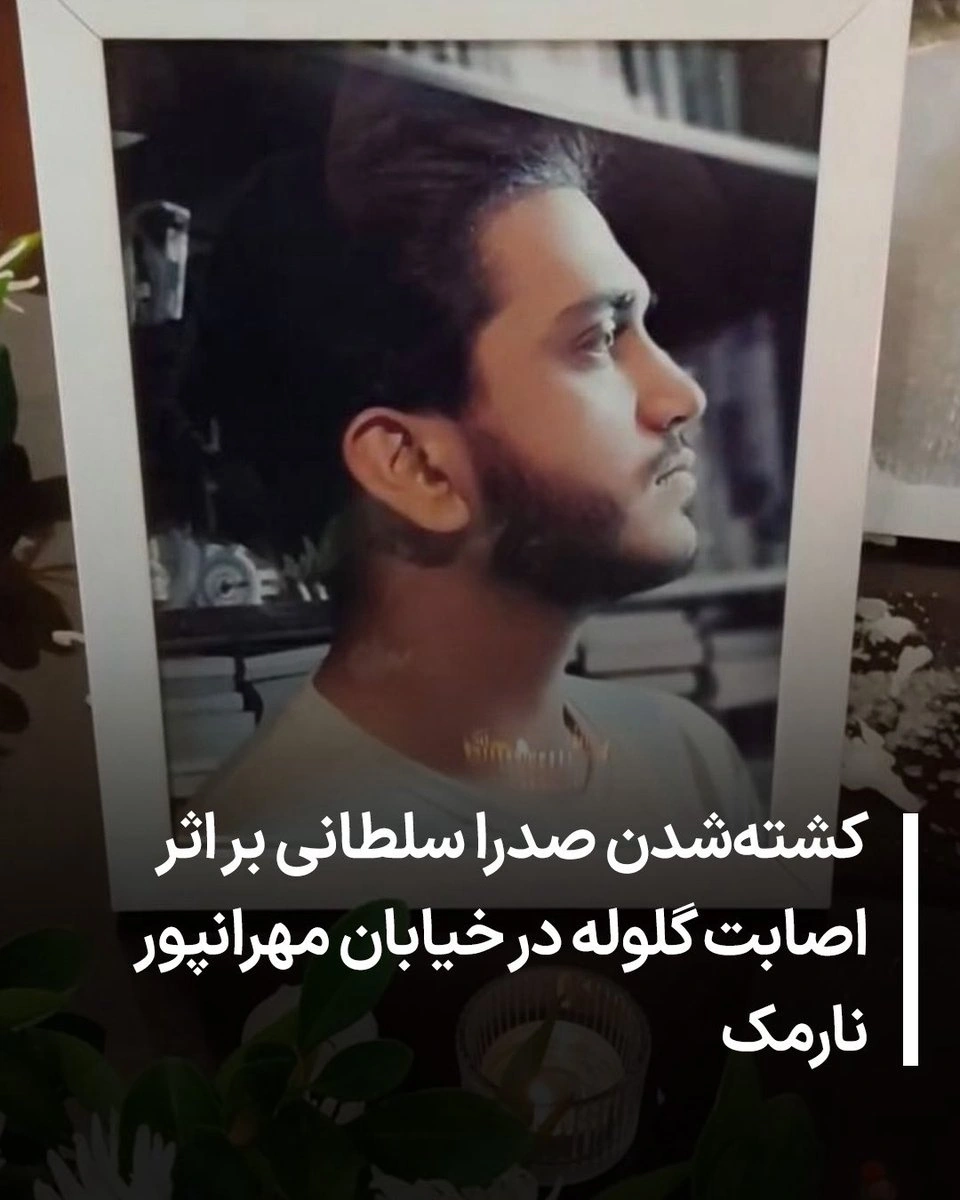 کشته‌شدن صدرا سلطانی بر اثر
اصابت گلوله در خیابان مهرانپور
نارمک